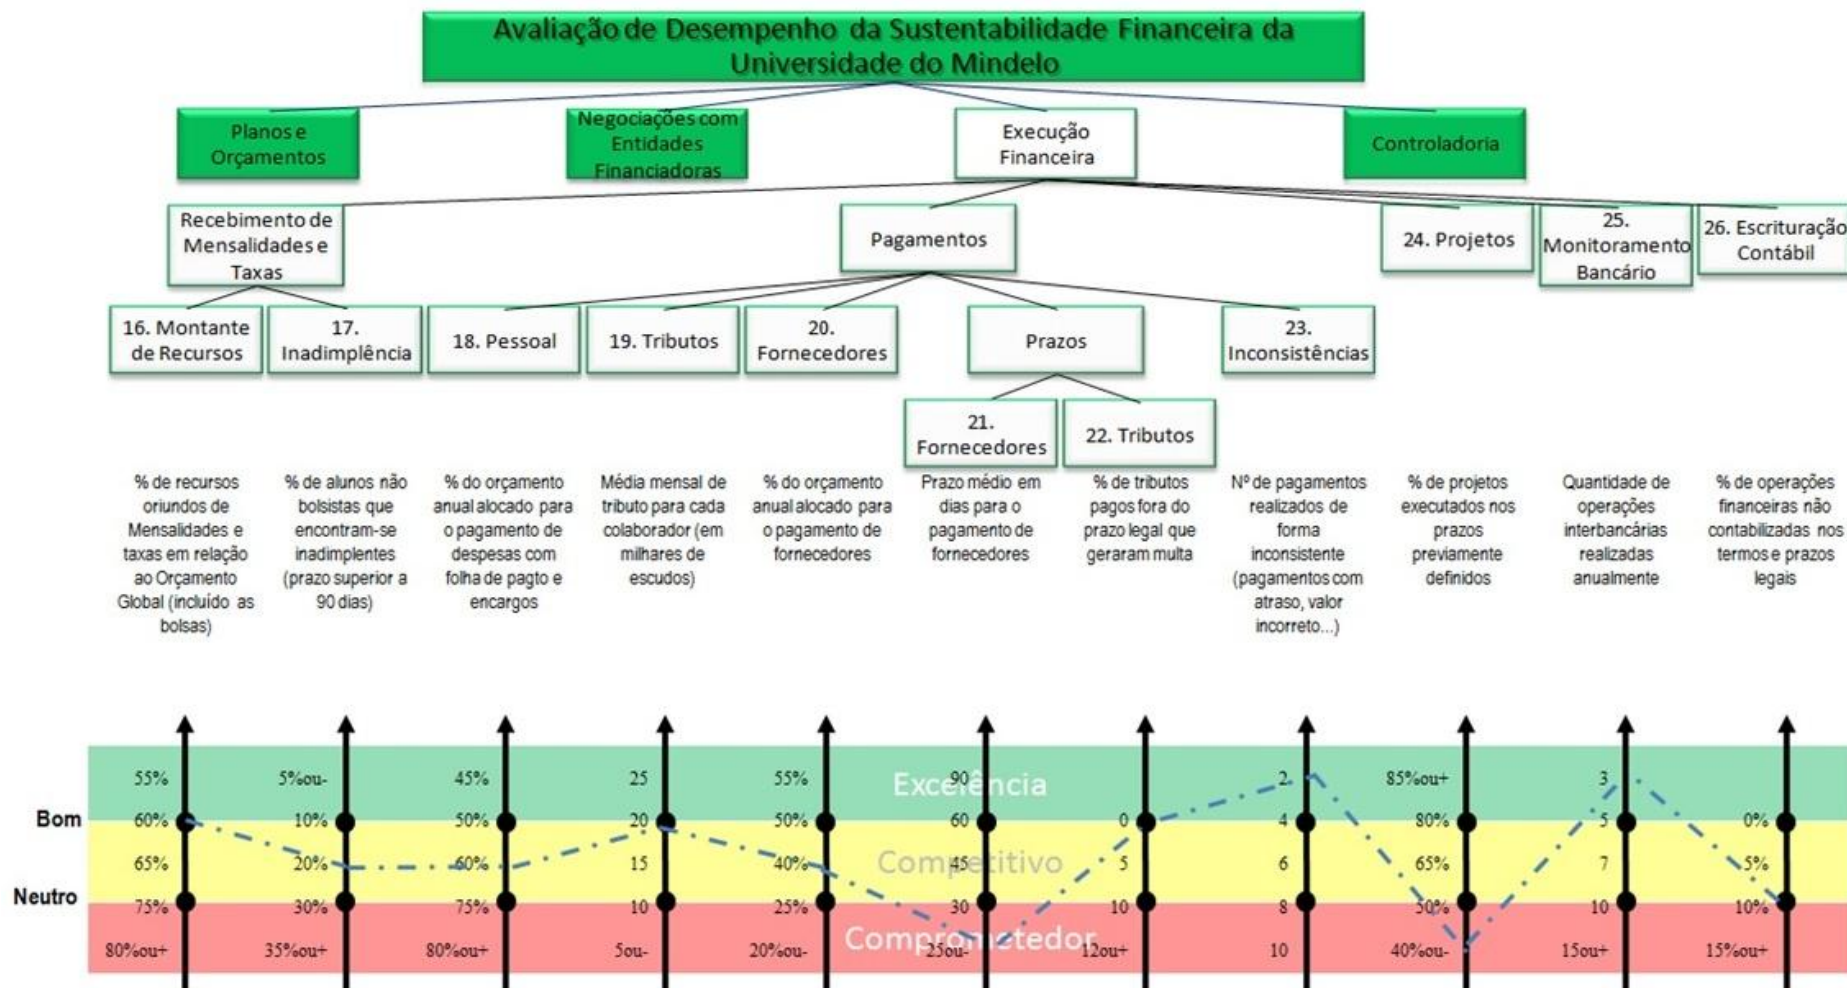 Avaliação de Desempenho da Sustentabilidade Financeira da
Universidade do Mindelo
Planos e
Orçamentos
Negociações com
Entidades
Financiadoras
Execução
Financeira
Controladoria
Recebimento de
Mensalidades e
Taxas
Pagamentos
24. Projetos
25.
Monitoramento
Bancário
26. Escrituração
Contábil
16. Montante
de Recursos
17.
Inadimplência
18. Pessoal
19. Tributos
20.
Fornecedores
Prazos
23.
Inconsistências
21.
Fornecedores
22. Tributos
% de recursos
oriundos de
Mensalidades e
taxas em relação
ao Orçamento
Global (incluído as
bolsas)
% de alunos não
bolsistas que
encontram-se
inadimplentes
(prazo superior a
90 dias)
% do orçamento
anual alocado para
o pagamento de
despesas com
folha de pagto e
encargos
Média mensal de
tributo para cada
colaborador (em
milhares de
escudos)
% do orçamento
anual alocado para
o pagamento de
fornecedores
Prazo médio em
dias para o
pagamento de
fornecedores
% de tributos
pagos fora do
prazo legal que
geraram multa
Nº de pagamentos
realizados de
forma
inconsistente
(pagamentos com
atraso, valor
incorreto...)
% de projetos
executados nos
prazos
previamente
definidos
Quantidade de
operações
interbancárias
realizadas
anualmente
% de operações
financeiras não
contabilizadas nos
termos e prazos
legais
55% 5%ou- 45% 25 55% 90 2 85%ou+ 3
Excelência
Bom 60% 10% 50% 20 50% 60 0 4 80% 5 0%
65% 20% 60% 15 40% 45 5 6 65% 7 5%
Competitivo
Neutro 75% 30% 75% 10 25% 30 10 8 50% 10 10%
Comprometedor
80%ou+ 35%ou+ 80%ou+ 5ou- 20%ou- 25ou- 12ou+ 10 40%ou- 15ou+ 15%ou+